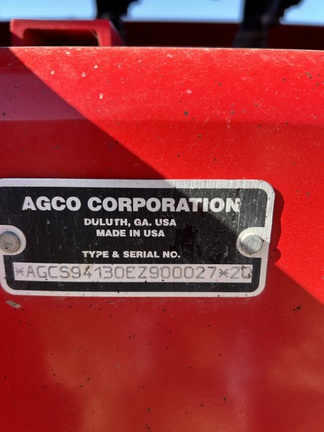 AGCO CORPORATION
DULUTH, GA. USA
MADE IN USA
TYPE & SERIAL NO.
*AGCS94130EZ900027*20